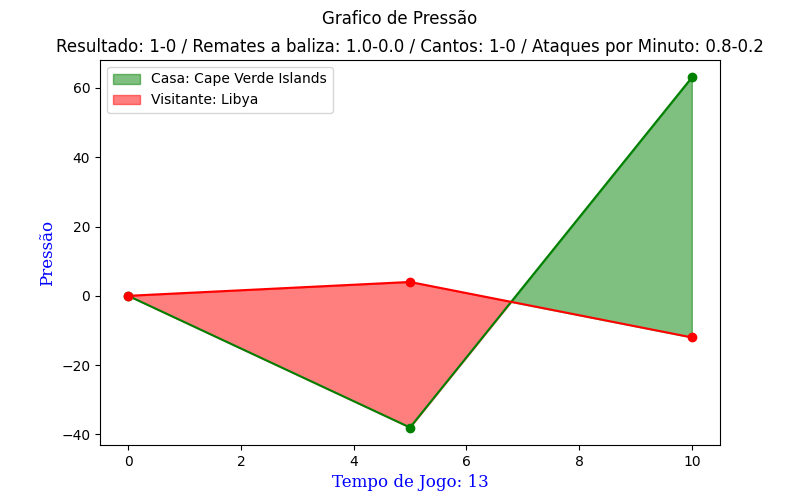 Grafico de Pressão
Resultado: 1-0 / Remates a baliza: 1.0-0.0 / Cantos: 1-0 / Ataques por Minuto: 0.8-0.2
Casa: Cape Verde Islands
Visitante: Libya
60
40
20
0
−20
−40
Pressão
0 2 4 6 8 10
Tempo de Jogo: 13